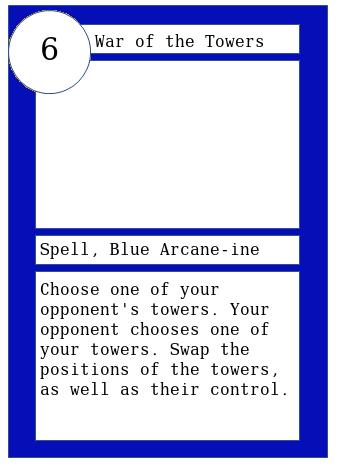 6
War of the Towers
Spell, Blue Arcane-ine
Choose one of your
opponent's towers. Your
opponent chooses one of
your towers. Swap the
positions of the towers,
as well as their control.